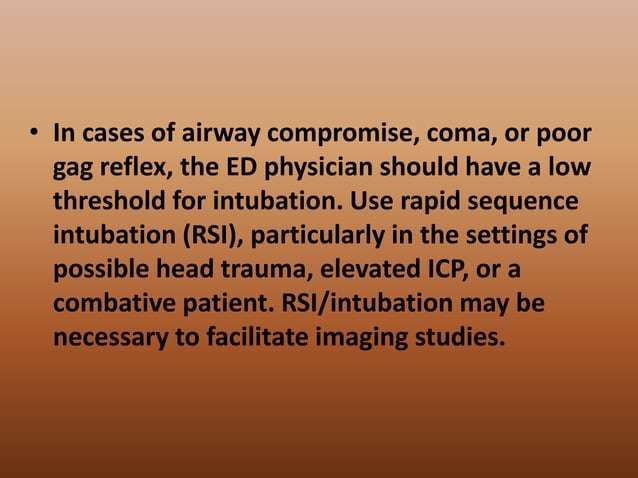 • In cases of airway compromise, coma, or poor
gag reflex, the ED physician should have a low
threshold for intubation. Use rapid sequence
intubation (RSI), particularly in the settings of
possible head trauma, elevated ICP, or a
combative patient. RSI/intubation may be
necessary to facilitate imaging studies.